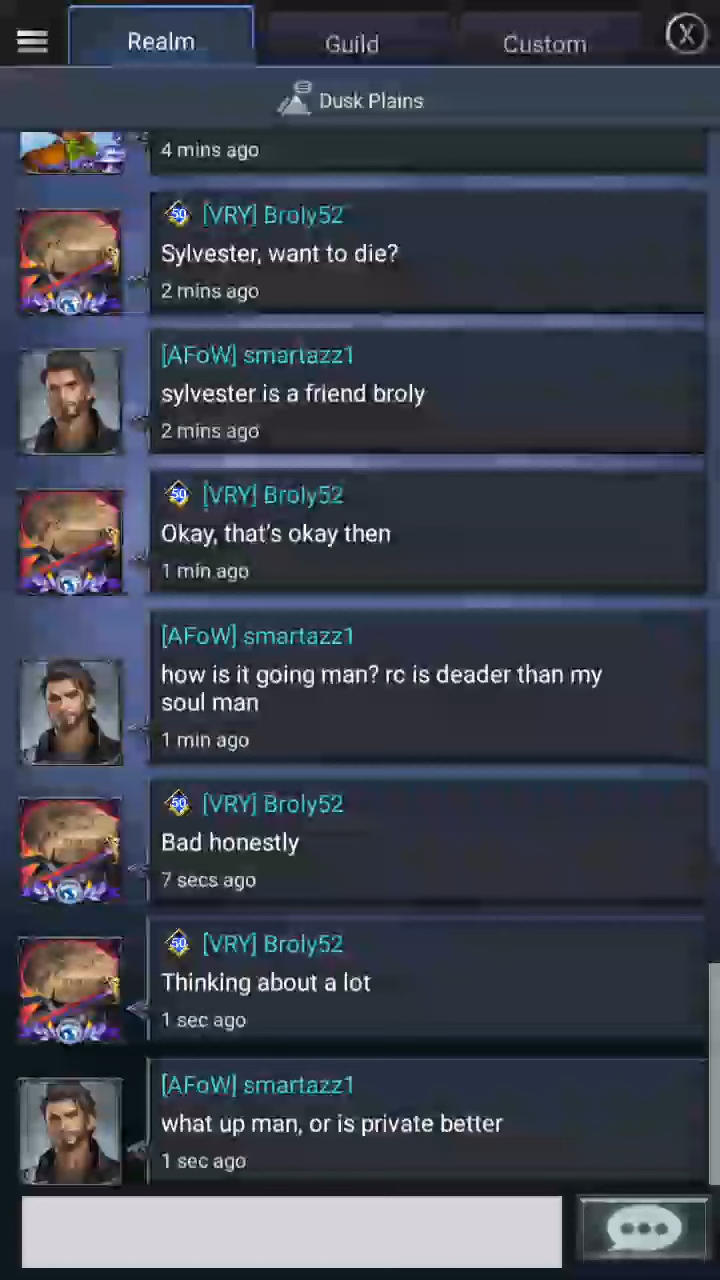 Realm
Guild
Custom
X
Dusk Plains
4 mins ago
50 [VRY] Broly52
Sylvester, want to die?
2 mins ago
[AFoW] smartazz1
sylvester is a friend broly
2 mins ago
50 [VRY] Broly52
Okay, that's okay then
1 min ago
[AFoW] smartazz1
how is it going man? rc is deader than my
soul man
1 min ago
50 [VRY] Broly52
Bad honestly
7 secs ago
50 [VRY] Broly52
Thinking about a lot
1 sec ago
[AFoW] smartazz1
what up man, or is private better
1 sec ago